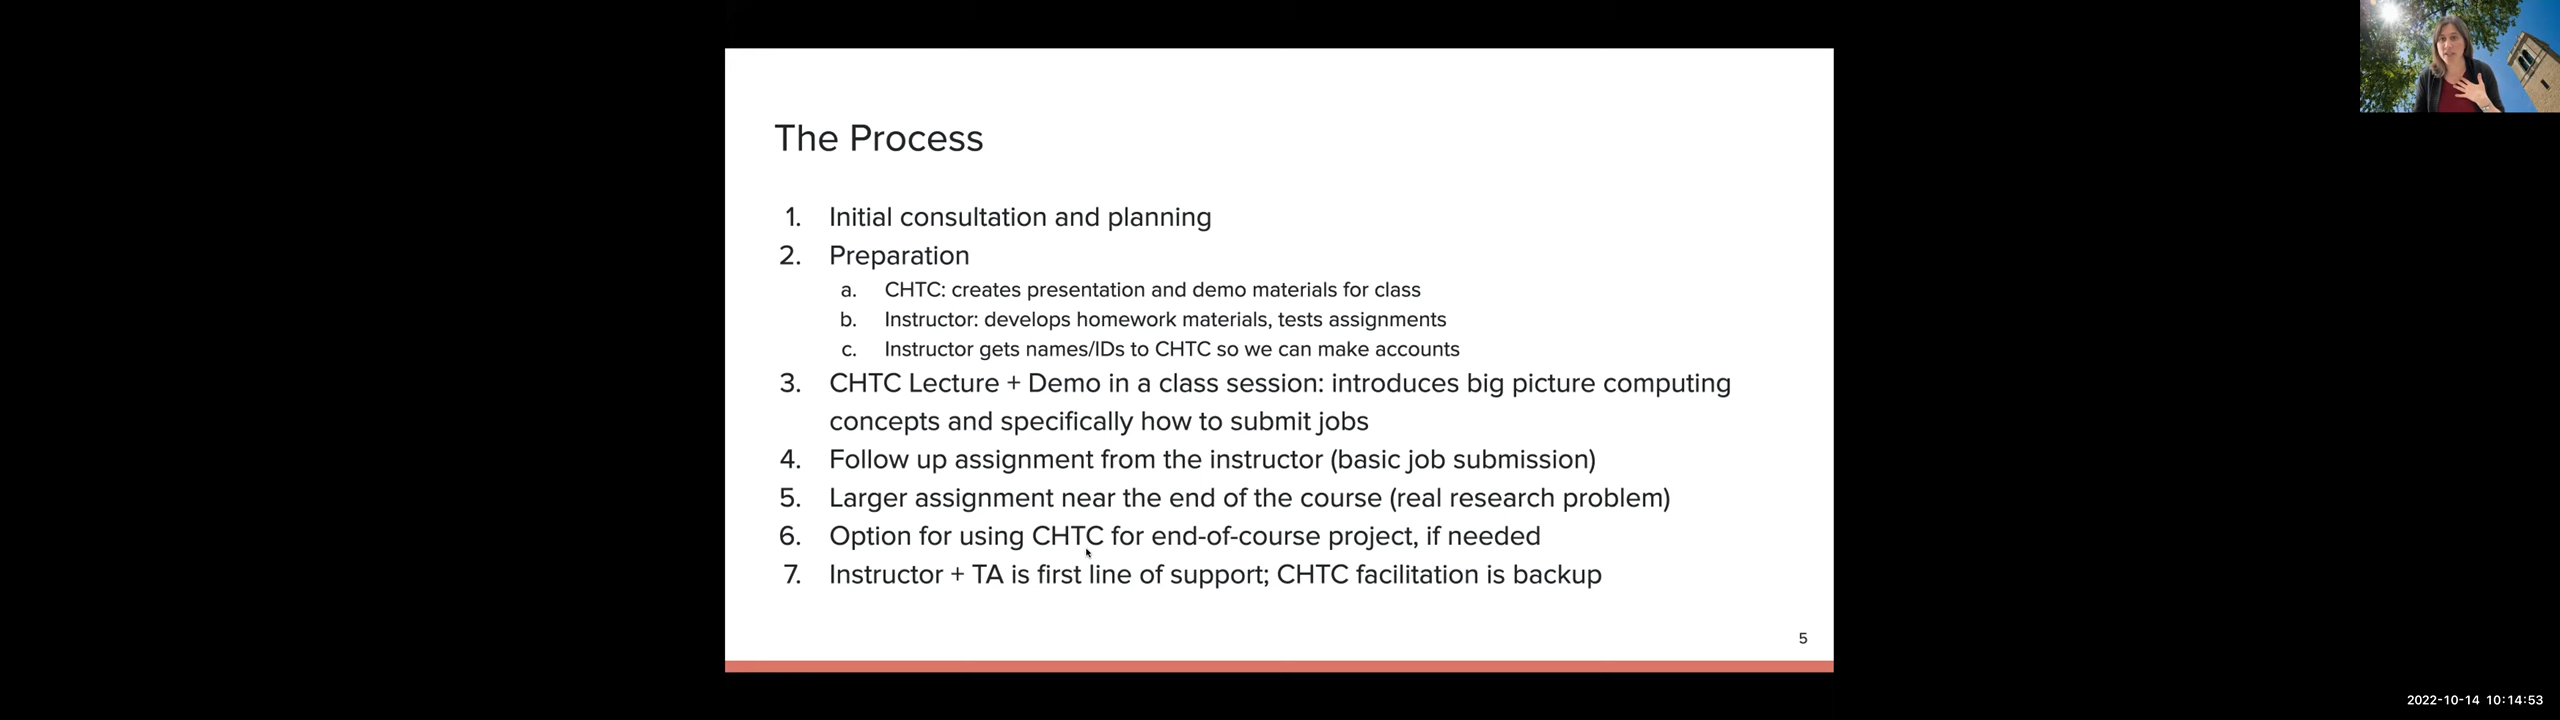 The Process
1. Initial consultation and planning
2. Preparation
a. CHTC: creates presentation and demo materials for class
b. Instructor: develops homework materials, tests assignments
c. Instructor gets names/IDs to CHTC so we can make accounts
3. CHTC Lecture + Demo in a class session: introduces big picture computing
concepts and specifically how to submit jobs
4. Follow up assignment from the instructor (basic job submission)
5. Larger assignment near the end of the course (real research problem)
6. Option for using CHTC for end-of-course project, if needed
7. Instructor + TA is first line of support; CHTC facilitation is backup
5
2022-10-14 10:14:53